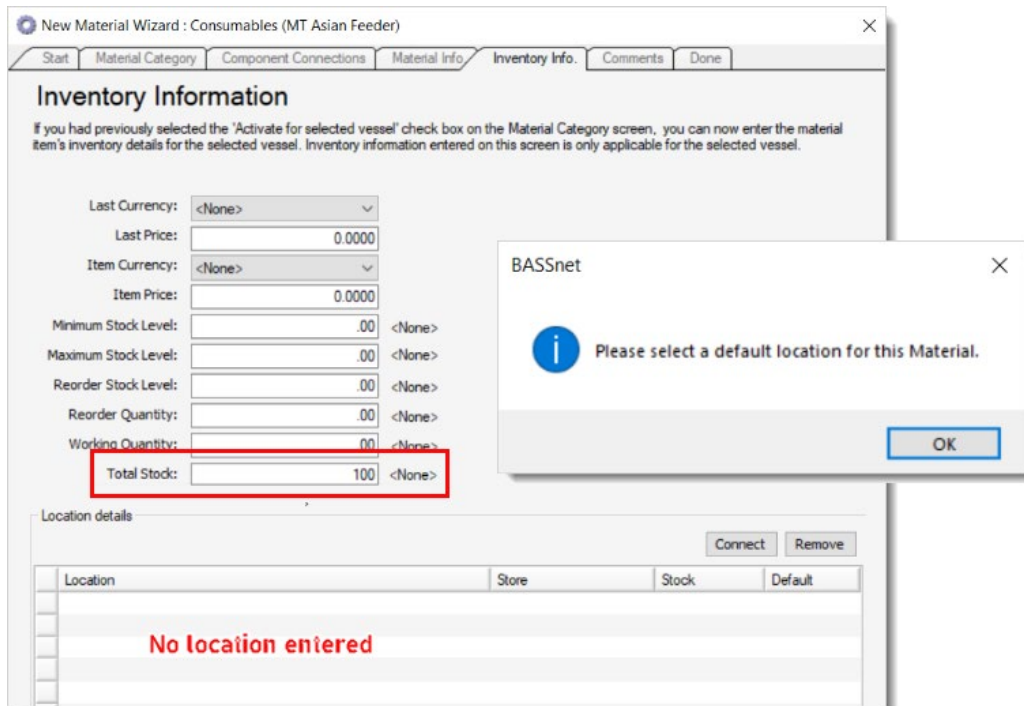 New Material Wizard : Consumables (MT Asian Feeder)
Start Material Category Component Connections Material Info. Inventory Info. Comments Done
Inventory Information
If you had previously selected the 'Activate for selected vessel' check box on the Material Category screen, you can now enter the material
item's inventory details for the selected vessel. Inventory information entered on this screen is only applicable for the selected vessel.
Last Currency: <None>
Last Price: 0.0000
Item Currency: <None>
Item Price: 0.0000
Minimum Stock Level: .00 <None>
Maximum Stock Level: .00 <None>
Reorder Stock Level: .00 <None>
Reorder Quantity: .00 <None>
Working Quantity: .00 <None>
Total Stock: 100 <None>
BASSnet
i
Please select a default location for this Material.
OK
Location details
Connect Remove
Location Store Stock Default
No location entered